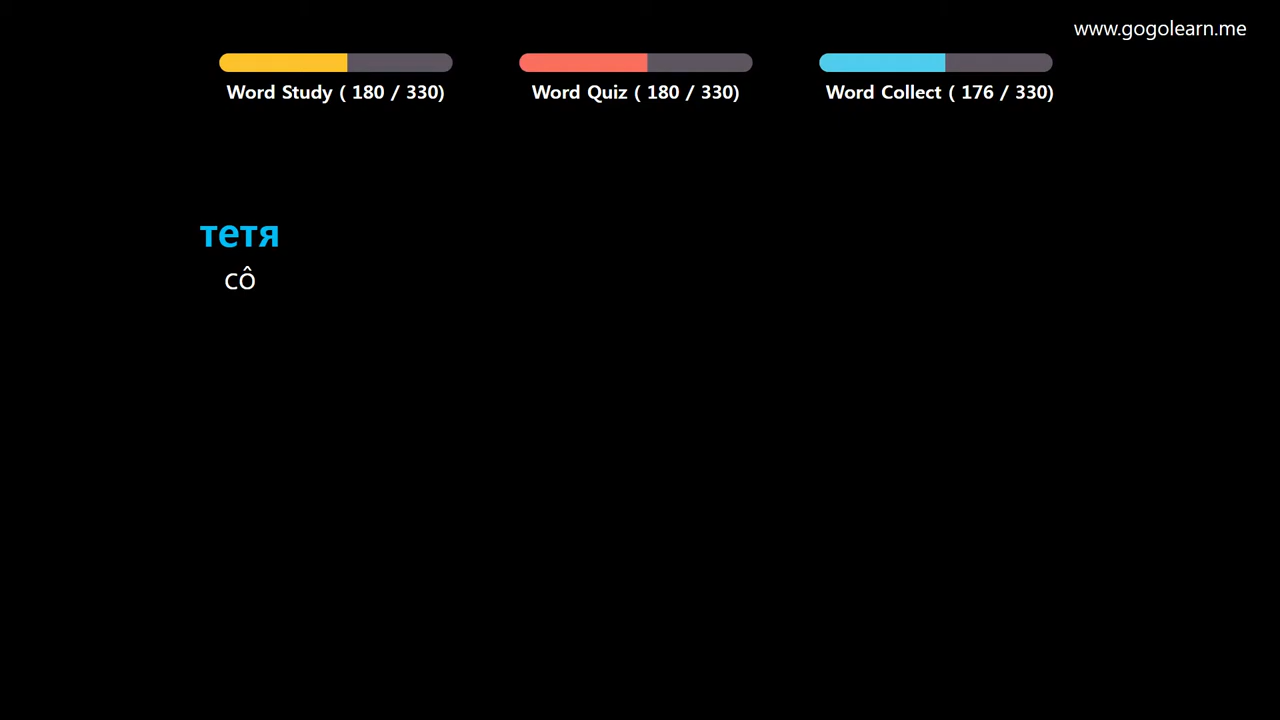 www.gogolearn.me
Word Study ( 180 / 330)
Word Quiz ( 180 / 330)
Word Collect ( 176 / 330)
тетя
cô